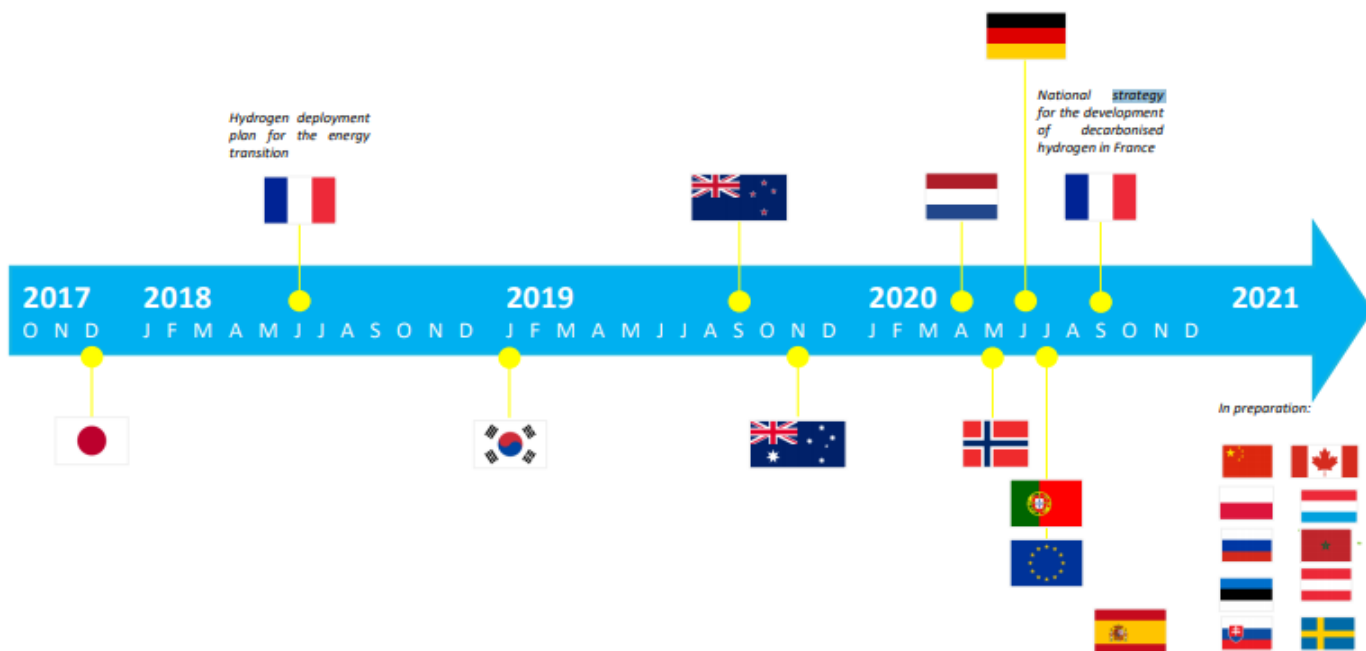 Hydrogen deployment
plan for the energy
transition
National strategy
for the development
of decarbonised
hydrogen in France
2017 2018 2019 2020 2021
O N D J F M A M J J A S O N D J F M A M J J A S O N D J F M A M J J A S O N D
In preparation: